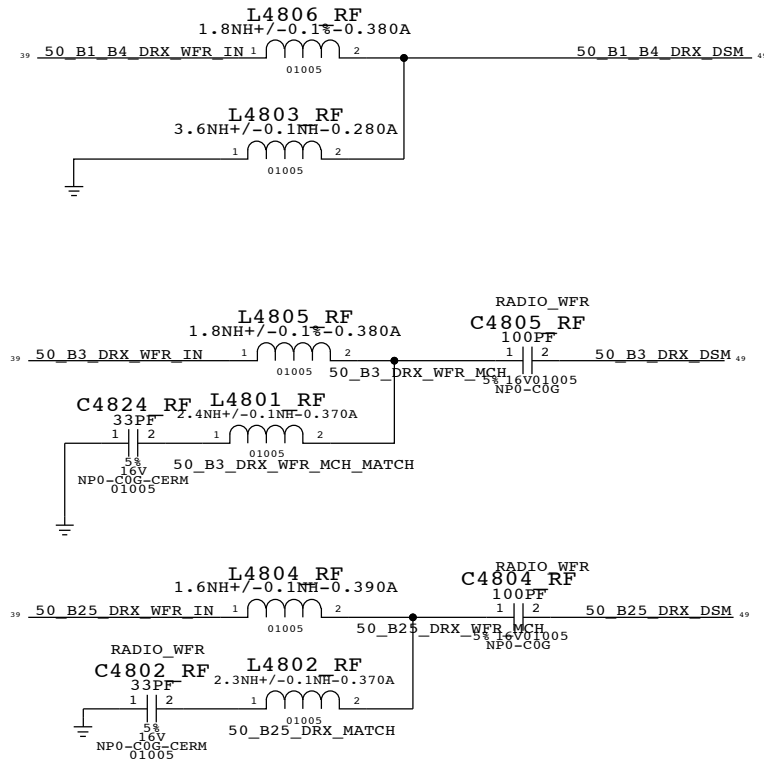 L4806_RF
1.8NH+/-0.1%-0.380A
39 50_B1_B4_DRX_WFR_IN 1 2 50_B1_B4_DRX_DSM 49
01005
L4803_RF
3.6NH+/-0.1NH-0.280A
1 2
01005
RADIO_WFR
L4805_RF
C4805_RF
1.8NH+/-0.1%-0.380A
100PF
39 50_B3_DRX_WFR_IN 1 2 1 2 50_B3_DRX_DSM 49
01005
50_B3_DRX_WFR_MCH
5% 16V01005
NP0-C0G
C4824_RF
L4801_RF
33PF
2.4NH+/-0.1NH-0.370A
1 2 1 2
01005
5%
50_B3_DRX_WFR_MCH_MATCH
16V
NP0-C0G-CERM
01005
RADIO_WFR
L4804_RF
C4804_RF
1.6NH+/-0.1NH-0.390A
100PF
39 50_B25_DRX_WFR_IN 1 2 1 2 50_B25_DRX_DSM 49
01005
50_B25_DRX_WFR_MCH
5% 16V01005
NP0-C0G
RADIO_WFR
C4802_RF
L4802_RF
33PF
2.3NH+/-0.1NH-0.370A
1 2 1 2
01005
5%
50_B25_DRX_MATCH
16V
NP0-C0G-CERM
01005